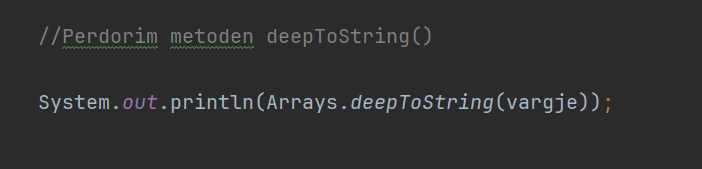 //Perdorim metoden deepToString()
System.out.println(Arrays.deepToString(vargje));